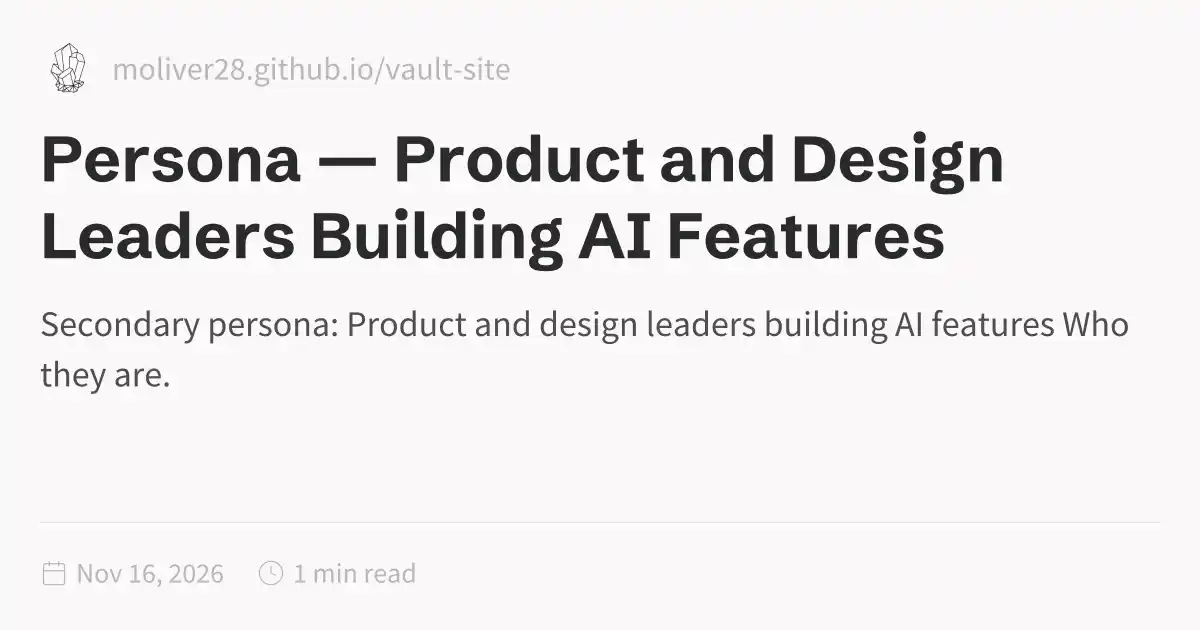 moliver28.github.io/vault-site
Persona — Product and Design
Leaders Building AI Features
Secondary persona: Product and design leaders building AI features Who
they are.
Nov 16, 2026
1 min read